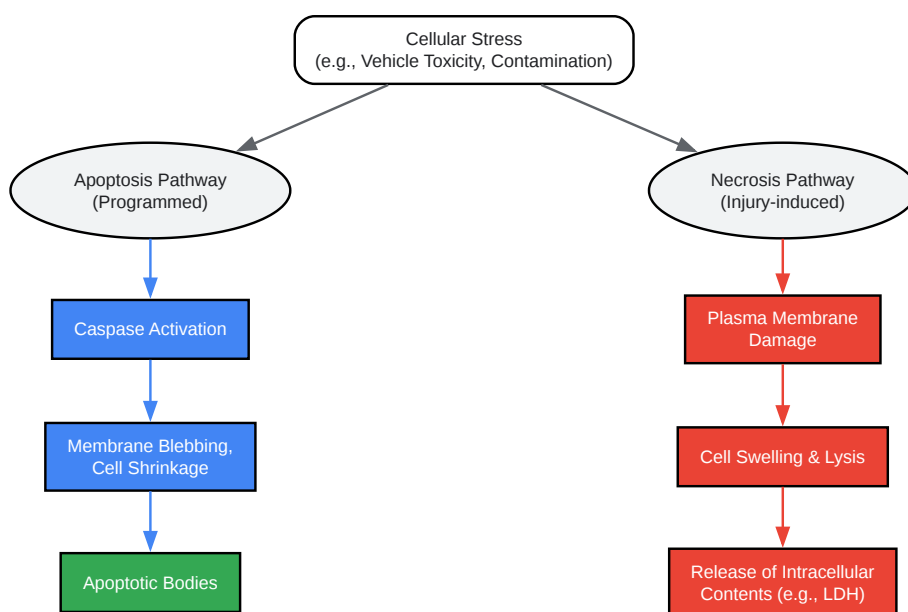 Cellular Stress
(e.g., Vehicle Toxicity, Contamination)
Apoptosis Pathway
(Programmed)
Necrosis Pathway
(Injury-induced)
Caspase Activation
Plasma Membrane
Damage
Membrane Blebbing,
Cell Shrinkage
Cell Swelling & Lysis
Apoptotic Bodies
Release of Intracellular
Contents (e.g., LDH)